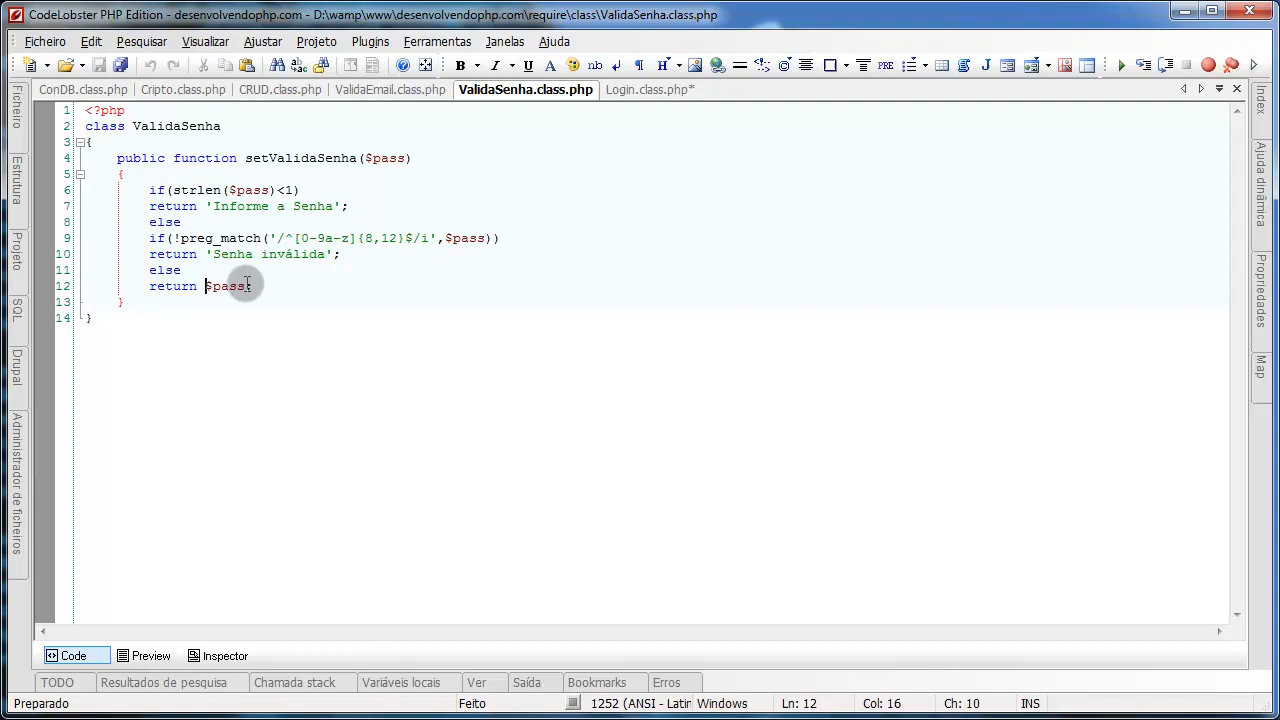 CodeLobster PHP Edition - desenvolvendophp.com - D:\wamp\www\desenvolvendophp.com\require\class\ValidaSenha.class.php
Ficheiro Edit Pesquisar Visualizar Ajustar Projeto Plugins Ferramentas Janelas Ajuda
B I U A nb ¶ H PRE J
ConDB.class.php Cripto.class.php CRUD.class.php ValidaEmail.class.php ValidaSenha.class.php Login.class.php*
1 <?php
2 class ValidaSenha
3 {
4 public function setValidaSenha($pass)
5 {
6 if(strlen($pass)<1)
7 return 'Informe a Senha';
8 else
9 if(!preg_match('/^[0-9a-z]{8,12}$/i',$pass))
10 return 'Senha inválida';
11 else
12 return $pass;
13 }
14 }
Ficheiro
Estrutura
Projeto
SQL
Drupal
Administrador de ficheiros
Index
Ajuda dinâmica
Propriedades
Map
Code Preview Inspector
TODO Resultados de pesquisa Chamada stack Variáveis locais Ver Saída Bookmarks Erros
Preparado Feito 1252 (ANSI - Latin Windows Ln: 12 Col: 16 Ch: 10 INS